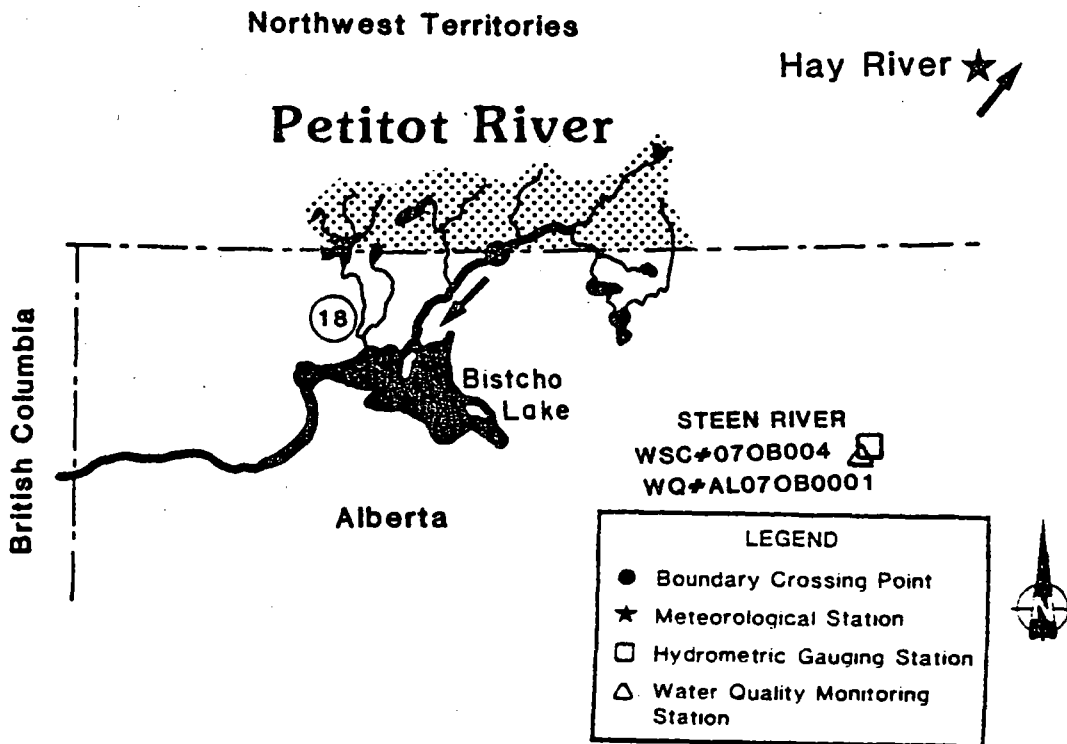 Northwest Territories
Hay River
Petitot River
18
Bistcho
Lake
British Columbia
STEEN RIVER
WSC#07OB004
WQ#AL07OB0001
Alberta
LEGEND
Boundary Crossing Point
Meteorological Station
Hydrometric Gauging Station
Water Quality Monitoring
Station
N